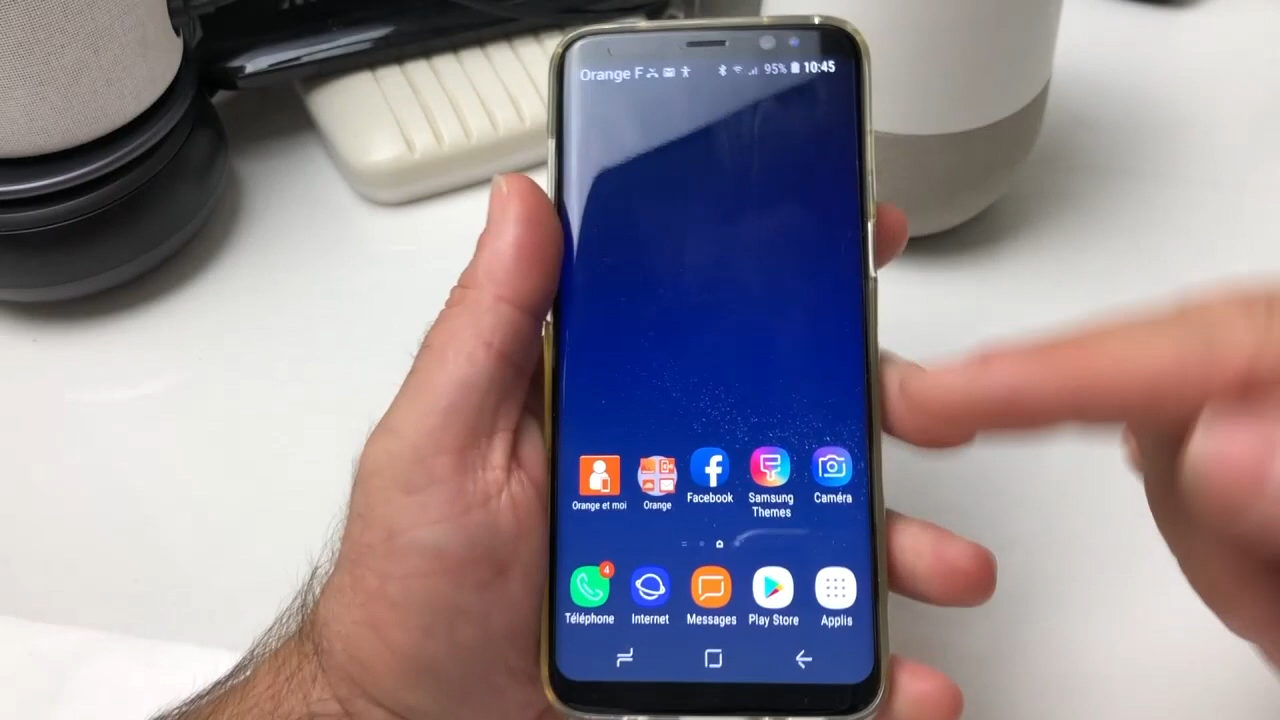 Orange F 95% 10:45
Orange et moi
Orange
Facebook
Samsung
Themes
Caméra
4
Téléphone
Internet
Messages
Play Store
Applis